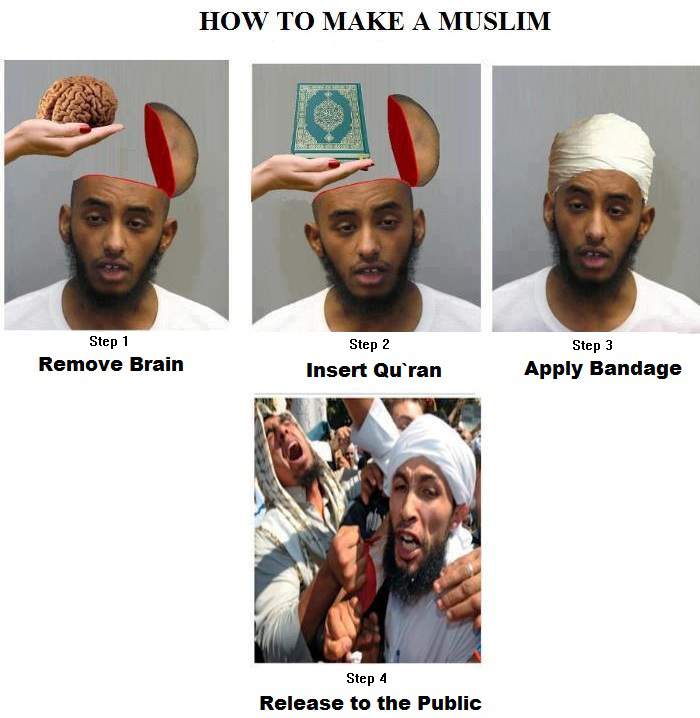 HOW TO MAKE A MUSLIM
Step 1
Remove Brain
Step 2
Insert Qu`ran
Step 3
Apply Bandage
Step 4
Release to the Public